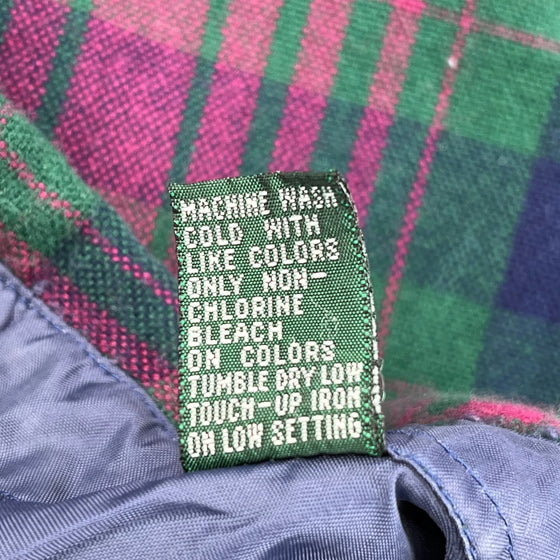 MACHINE WASH
COLD WITH
LIKE COLORS
ONLY NON-
CHLORINE
BLEACH
ON COLORS
TUMBLE DRY LOW
TOUCH-UP IRON
ON LOW SETTING